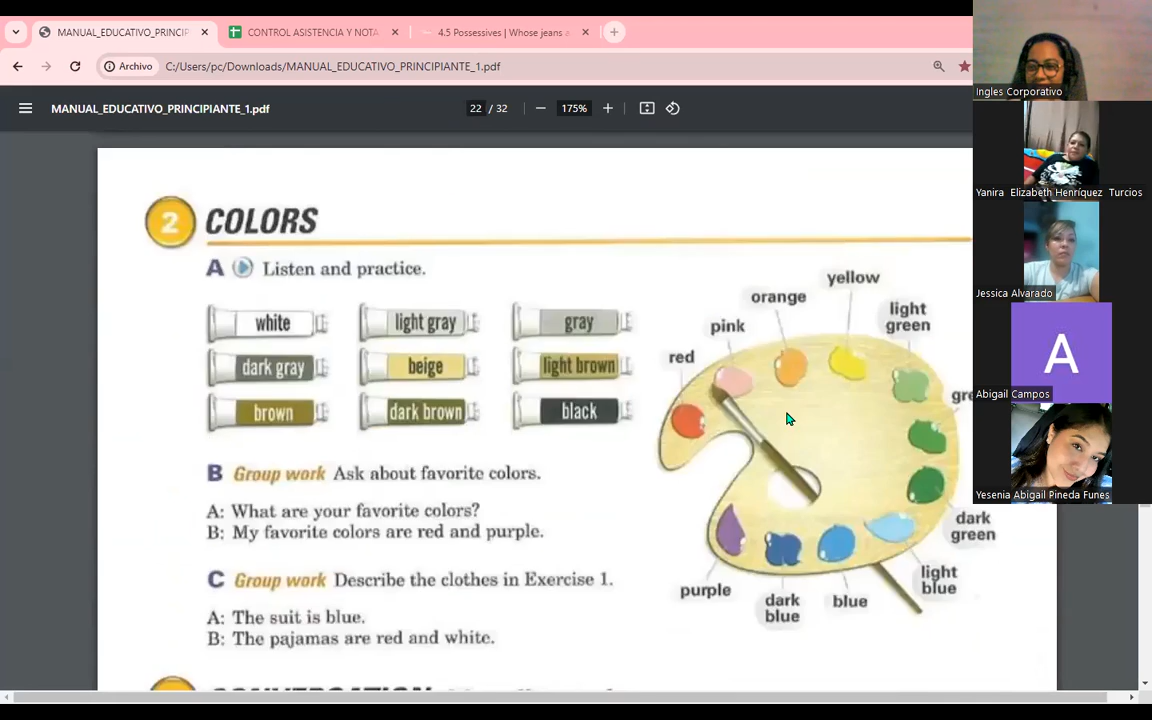 MANUAL_EDUCATIVO_PRINCIP
CONTROL ASISTENCIA Y NOTA
4.5 Possessives | Whose jeans a
Archivo
C:/Users/pc/Downloads/MANUAL_EDUCATIVO_PRINCIPIANTE_1.pdf
MANUAL_EDUCATIVO_PRINCIPIANTE_1.pdf
22 / 32
175%
2 COLORS
A Listen and practice.
white
light gray
gray
dark gray
beige
light brown
brown
dark brown
black
B Group work Ask about favorite colors.
A: What are your favorite colors?
B: My favorite colors are red and purple.
C Group work Describe the clothes in Exercise 1.
A: The suit is blue.
B: The pajamas are red and white.
red
pink
orange
yellow
light
green
gre
dark
green
light
blue
blue
dark
blue
purple
Ingles Corporativo
Yanira Elizabeth Henríquez Turcios
Jessica Alvarado
A
Abigail Campos
Yesenia Abigail Pineda Funes